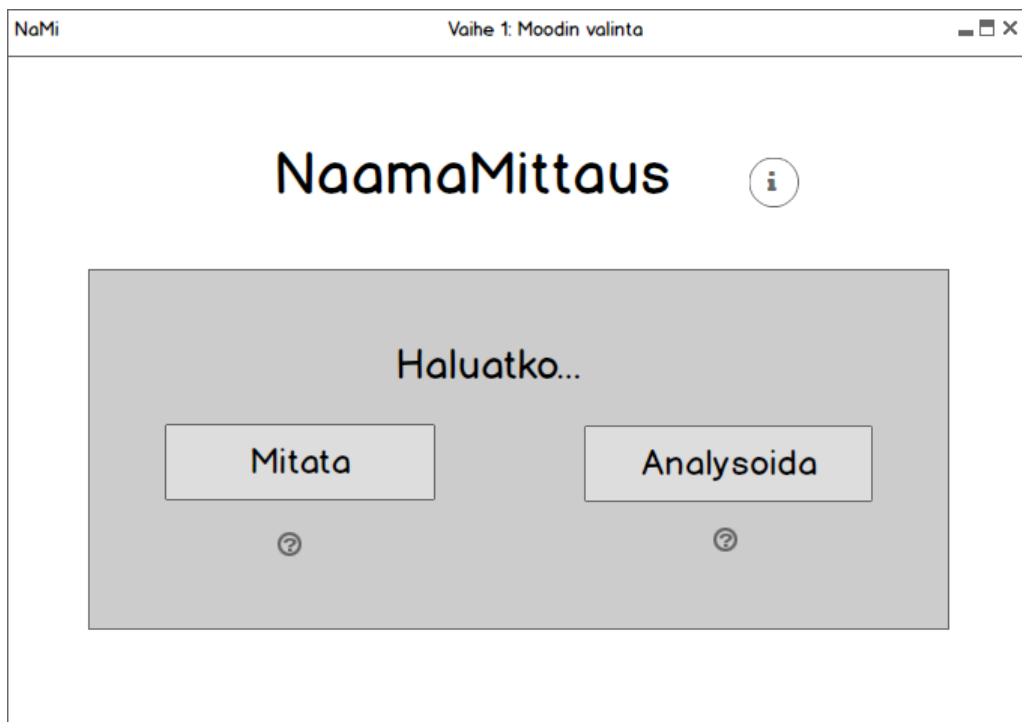 NaMi
Vaihe 1: Moodin valinta
NaamaMittaus
i
Haluatko...
Mitata
Analysoida
?
?